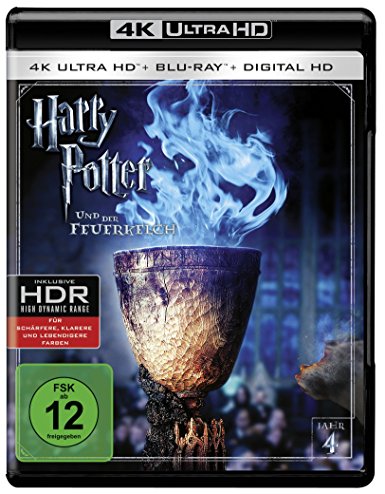 4K ULTRA HD
4K ULTRA HD + BLU-RAY + DIGITAL HD
Harry
Potter
UND DER
FEUERKELCH
INKLUSIVE
HDR
HIGH DYNAMIC RANGE
FÜR
SCHÄRFERE, KLARERE
UND LEBENDIGERE
FARBEN
FSK
ab
12
freigegeben
JAHR
4